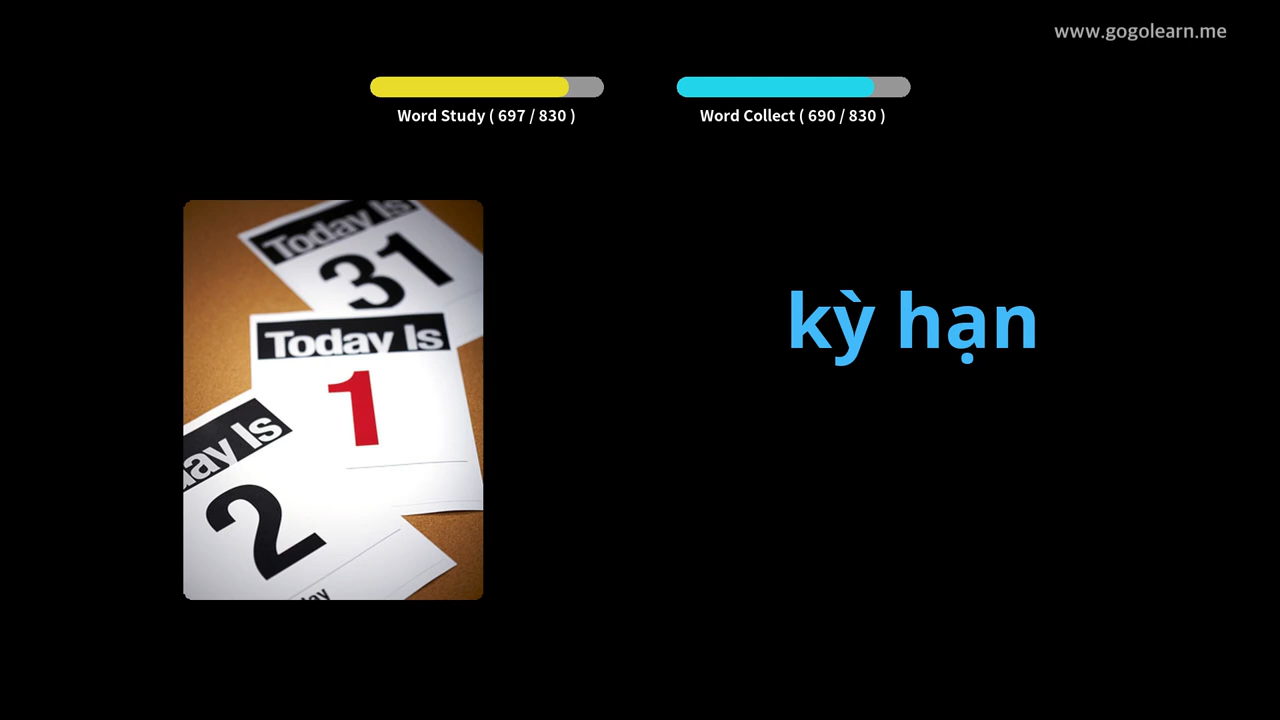 www.gogolearn.me
Word Study ( 697 / 830 )
Word Collect ( 690 / 830 )
Today Is
31
Today Is
1
ay Is
2
kỳ hạn